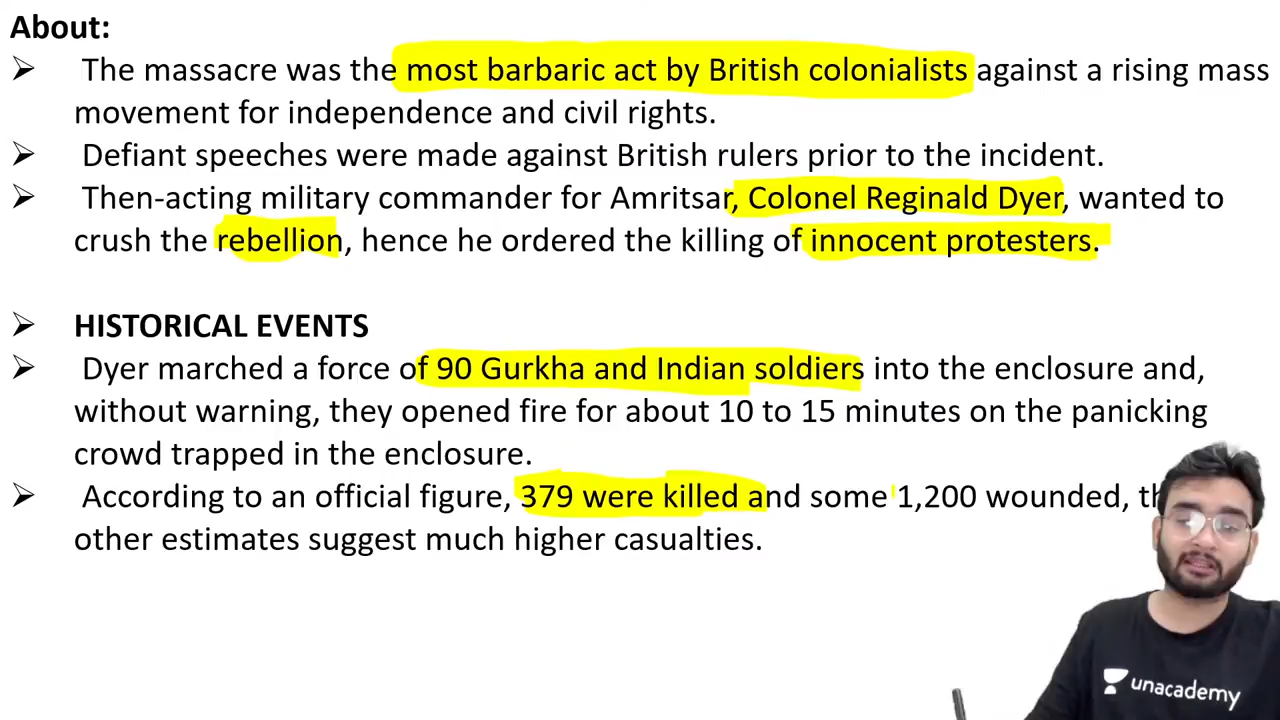 About:
➢ The massacre was the most barbaric act by British colonialists against a rising mass
movement for independence and civil rights.
➢ Defiant speeches were made against British rulers prior to the incident.
➢ Then-acting military commander for Amritsar, Colonel Reginald Dyer, wanted to
crush the rebellion, hence he ordered the killing of innocent protesters.
➢ HISTORICAL EVENTS
➢ Dyer marched a force of 90 Gurkha and Indian soldiers into the enclosure and,
without warning, they opened fire for about 10 to 15 minutes on the panicking
crowd trapped in the enclosure.
➢ According to an official figure, 379 were killed and some 1,200 wounded,
other estimates suggest much higher casualties.
unacademy